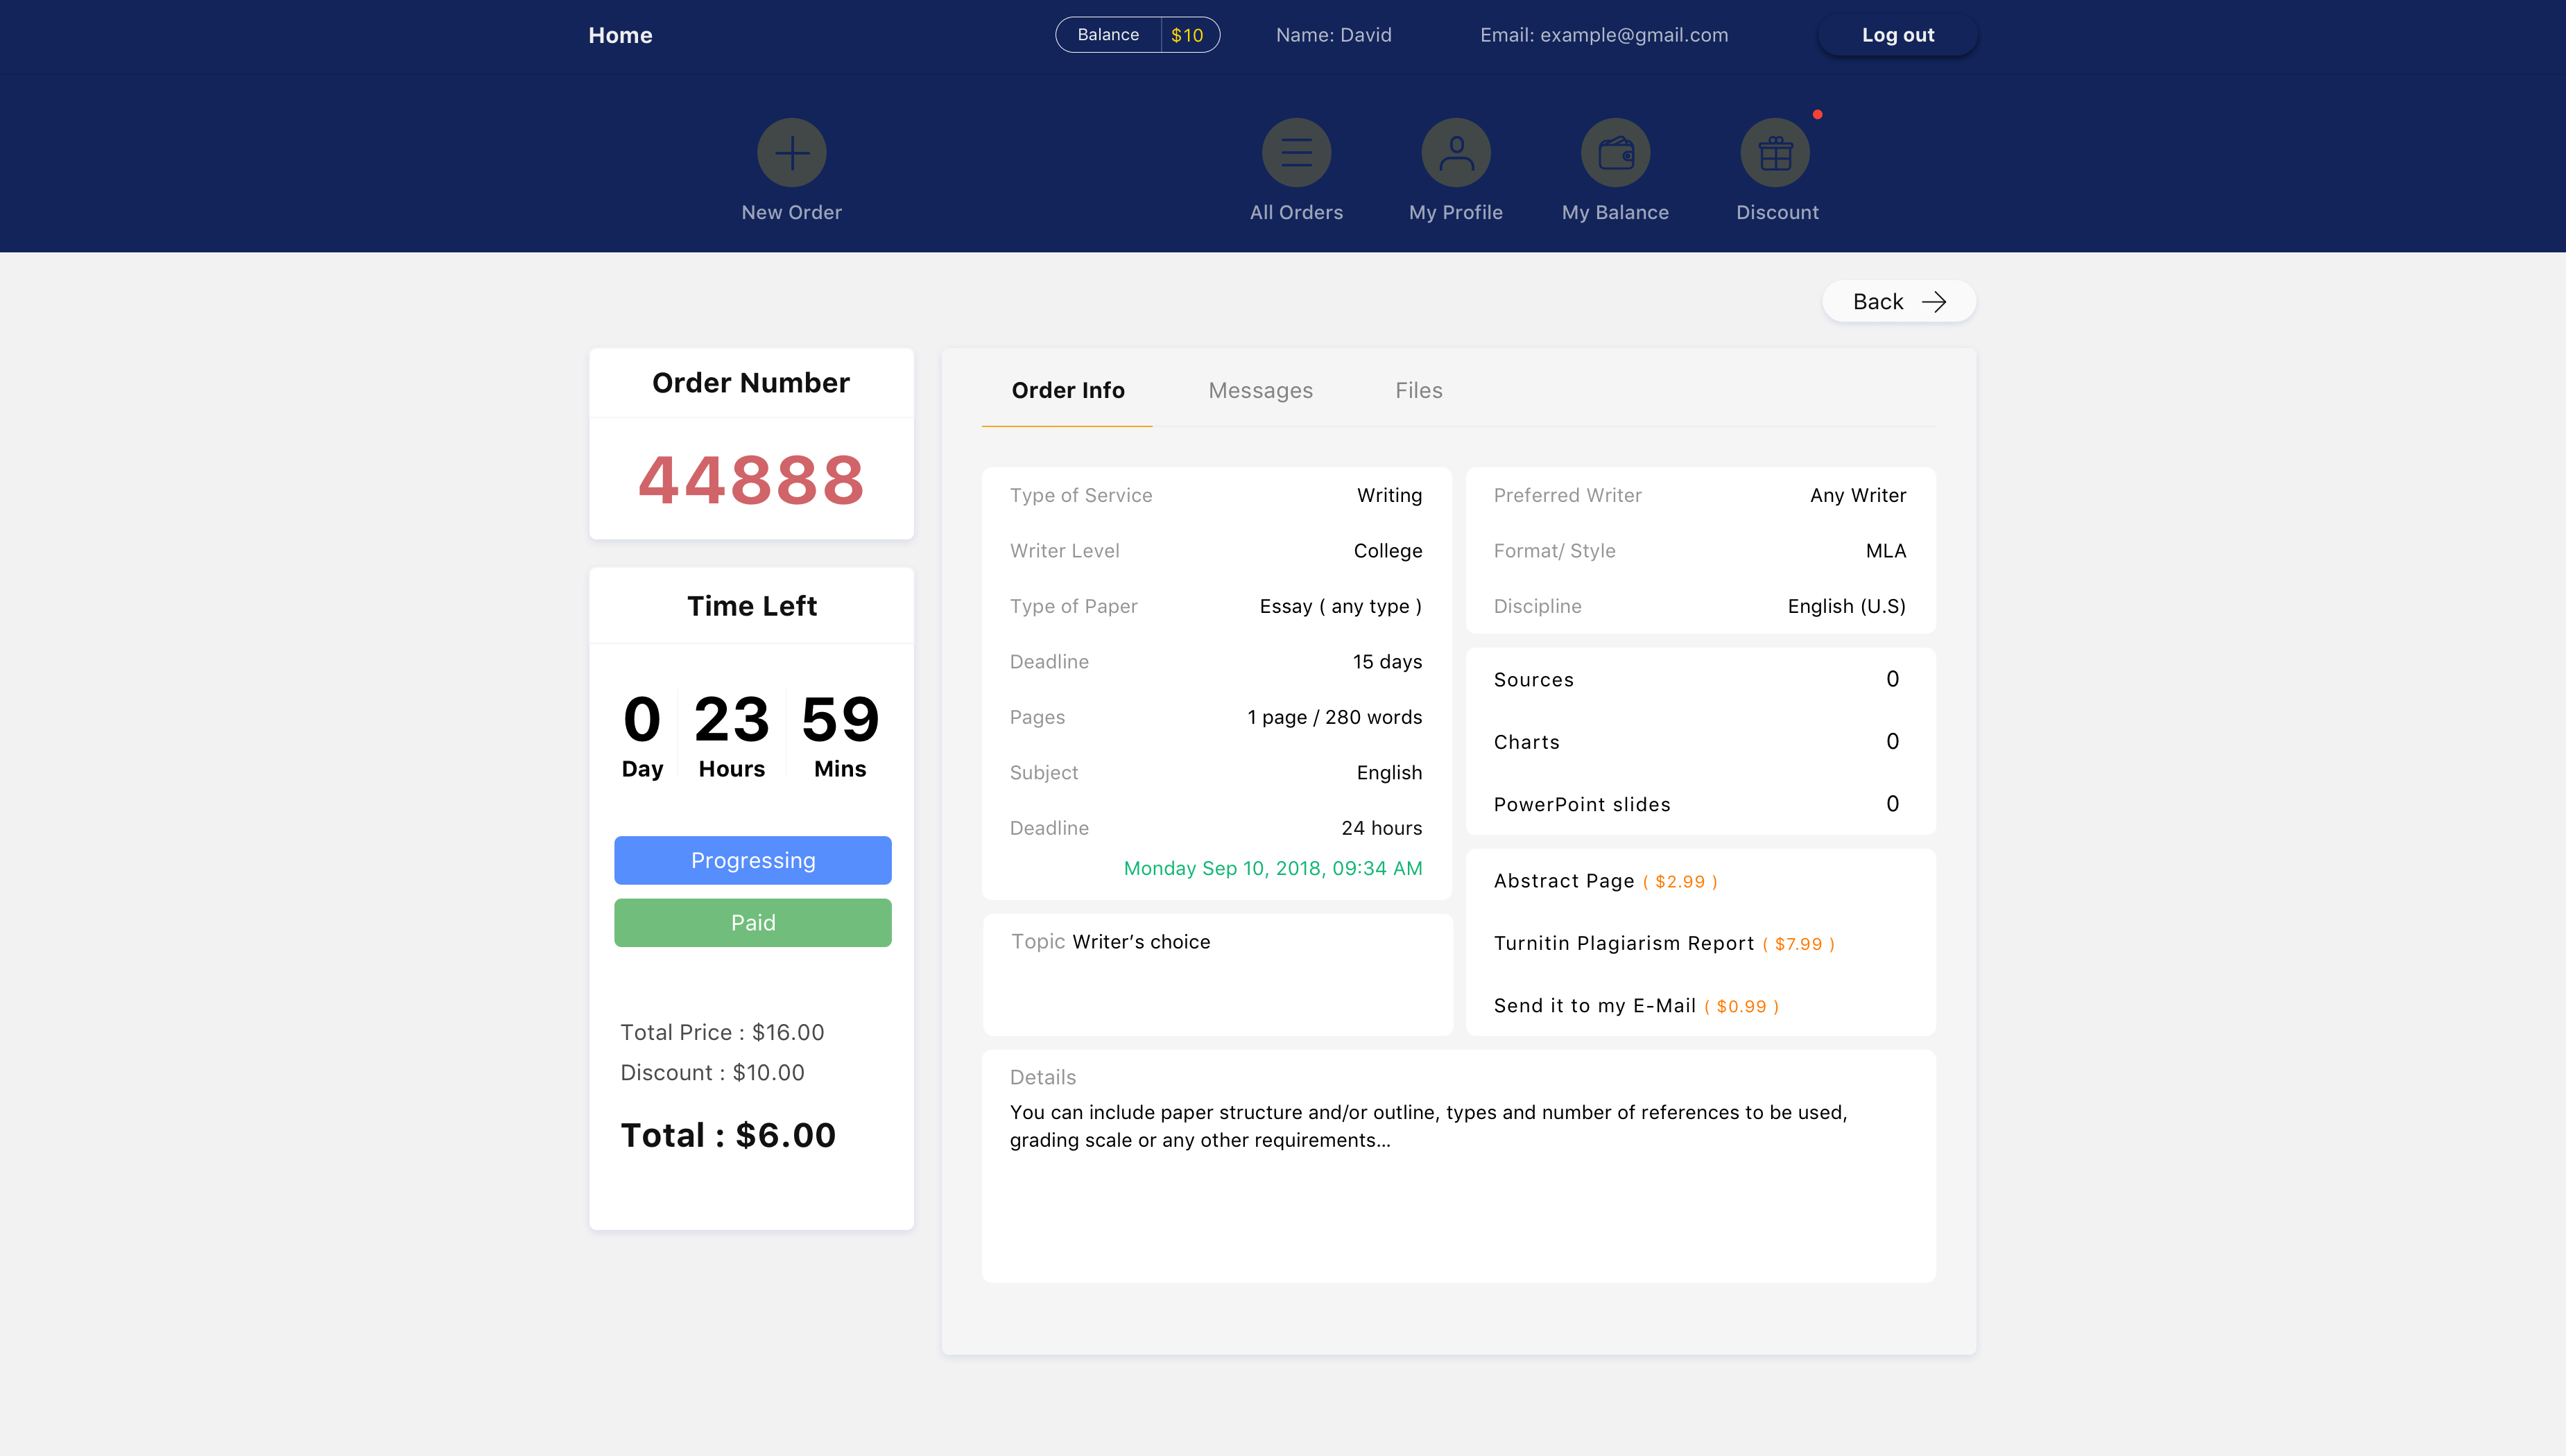 Home
Balance $10
Name: David
Email: example@gmail.com
Log out
New Order
All Orders
My Profile
My Balance
Discount
Back
Order Number
44888
Time Left
0 23 59
Day Hours Mins
Progressing
Paid
Total Price : $16.00
Discount : $10.00
Total : $6.00
Order Info Messages Files
Type of Service Writing
Writer Level College
Type of Paper Essay ( any type )
Deadline 15 days
Pages 1 page / 280 words
Subject English
Deadline 24 hours
Monday Sep 10, 2018, 09:34 AM
Topic Writer’s choice
Preferred Writer Any Writer
Format/ Style MLA
Discipline English (U.S)
Sources 0
Charts 0
PowerPoint slides 0
Abstract Page ( $2.99 )
Turnitin Plagiarism Report ( $7.99 )
Send it to my E-Mail ( $0.99 )
Details
You can include paper structure and/or outline, types and number of references to be used,
grading scale or any other requirements...